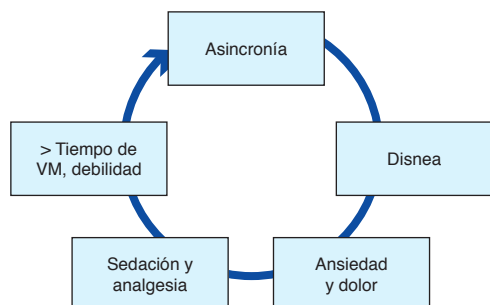 Asincronía
Disnea
Ansiedad
y dolor
Sedación y
analgesia
> Tiempo de
VM, debilidad